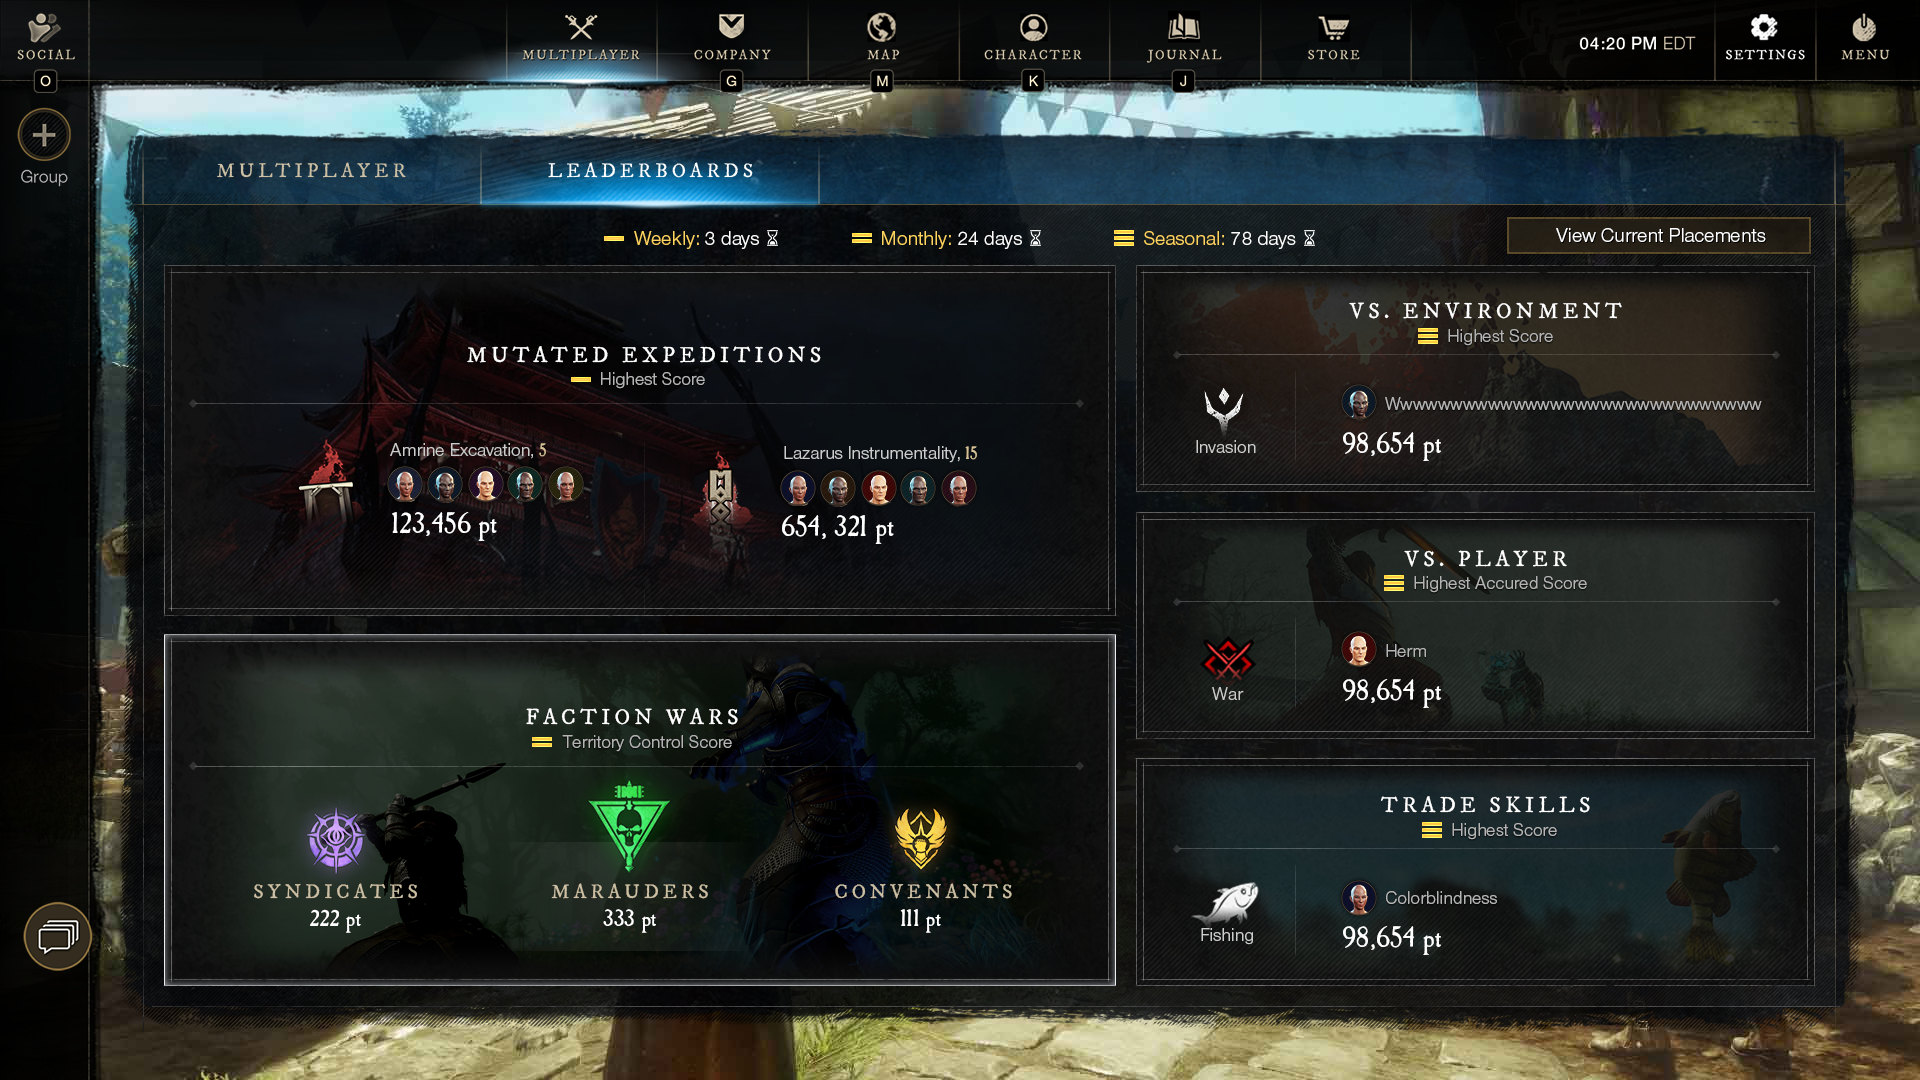 SOCIAL
O
MULTIPLAYER
COMPANY
G
MAP
M
CHARACTER
K
JOURNAL
J
STORE
04:20 PM EDT
SETTINGS
MENU
Group
MULTIPLAYER
LEADERBOARDS
Weekly: 3 days
Monthly: 24 days
Seasonal: 78 days
View Current Placements
MUTATED EXPEDITIONS
Highest Score
Amrine Excavation, 5
123,456 pt
Lazarus Instrumentality, 15
654, 321 pt
FACTION WARS
Territory Control Score
SYNDICATES
222 pt
MARAUDERS
333 pt
CONVENANTS
111 pt
VS. ENVIRONMENT
Highest Score
Invasion
Wwwwwwwwwwwwwwwwwwwwwwwwwwwwww
98,654 pt
VS. PLAYER
Highest Accured Score
War
Herm
98,654 pt
TRADE SKILLS
Highest Score
Fishing
Colorblindness
98,654 pt